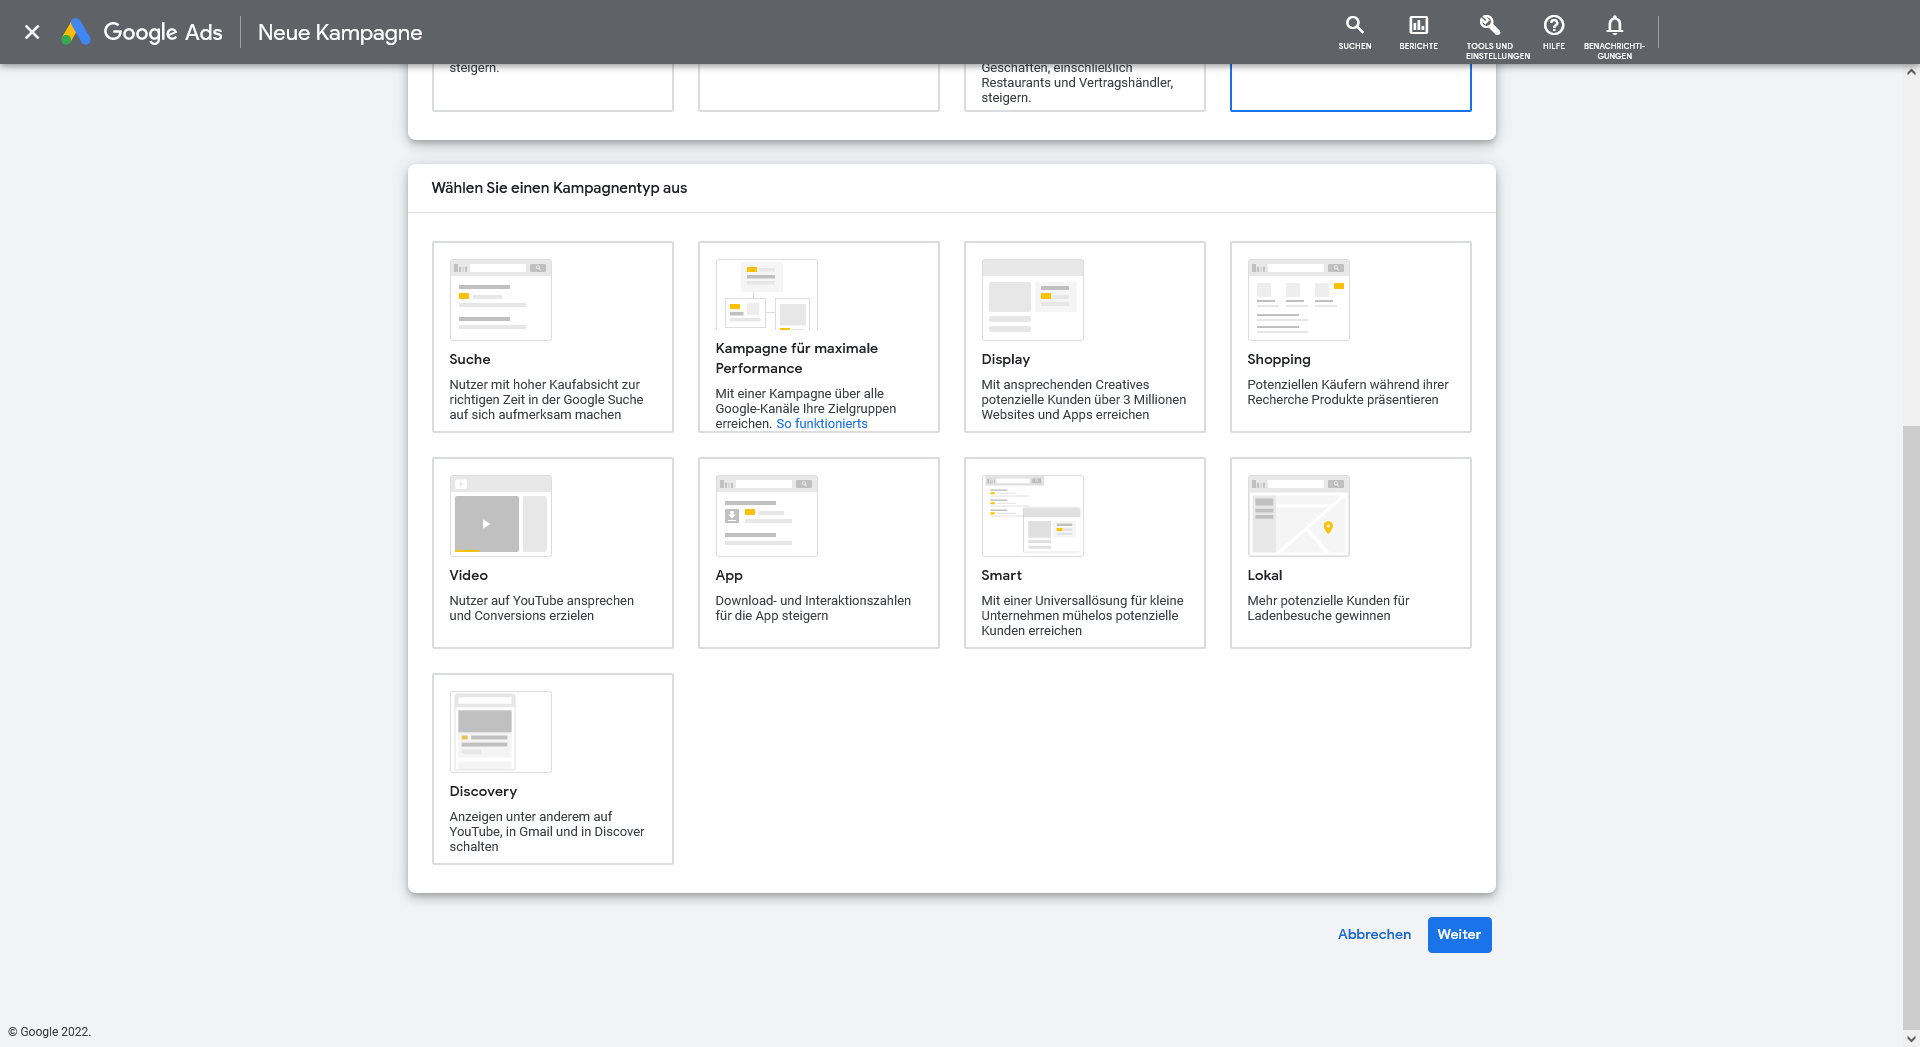 Google Ads
Neue Kampagne
SUCHEN
BERICHTE
TOOLS UND
EINSTELLUNGEN
HILFE
BENACHRICHTI-
GUNGEN
steigern.
Geschäften, einschließlich
Restaurants und Vertragshändler,
steigern.
Wählen Sie einen Kampagnentyp aus
Suche
Nutzer mit hoher Kaufabsicht zur
richtigen Zeit in der Google Suche
auf sich aufmerksam machen
Kampagne für maximale
Performance
Mit einer Kampagne über alle
Google-Kanäle Ihre Zielgruppen
erreichen. So funktionierts
Display
Mit ansprechenden Creatives
potenzielle Kunden über 3 Millionen
Websites und Apps erreichen
Shopping
Potenziellen Käufern während ihrer
Recherche Produkte präsentieren
Video
Nutzer auf YouTube ansprechen
und Conversions erzielen
App
Download- und Interaktionszahlen
für die App steigern
Smart
Mit einer Universallösung für kleine
Unternehmen mühelos potenzielle
Kunden erreichen
Lokal
Mehr potenzielle Kunden für
Ladenbesuche gewinnen
Discovery
Anzeigen unter anderem auf
YouTube, in Gmail und in Discover
schalten
Abbrechen
Weiter
© Google 2022.